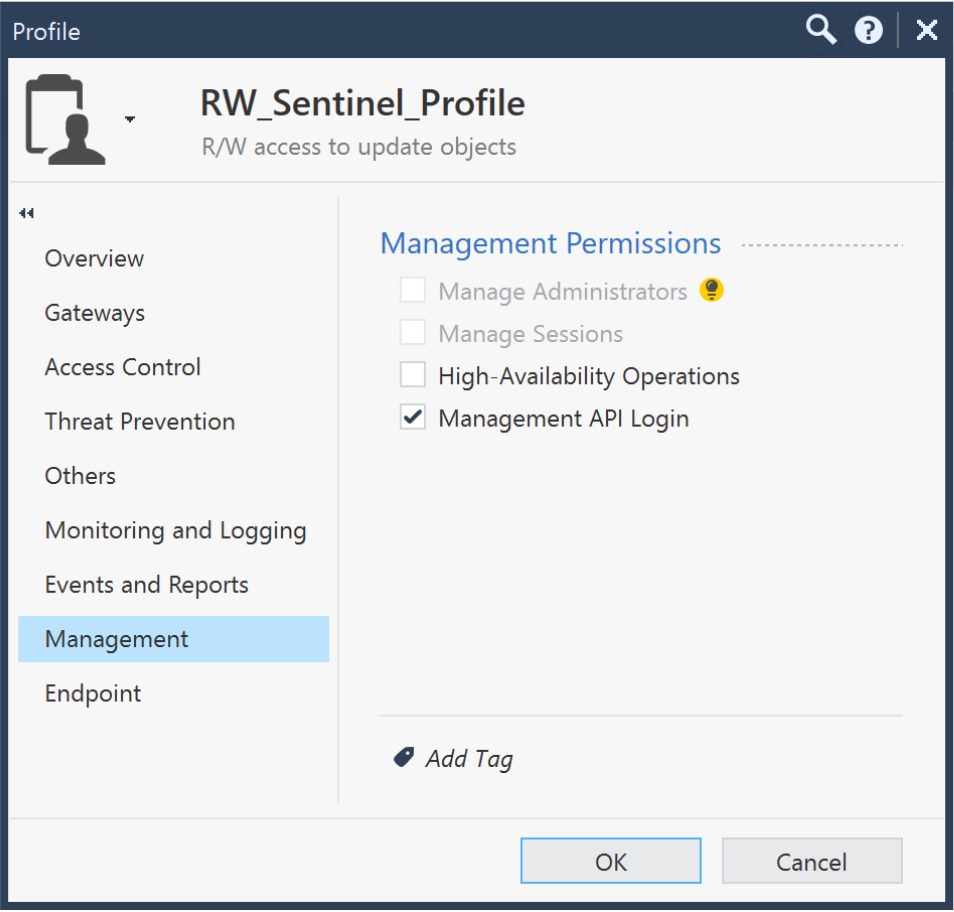 Profile
RW_Sentinel_Profile
R/W access to update objects
Overview
Gateways
Access Control
Threat Prevention
Others
Monitoring and Logging
Events and Reports
Management
Endpoint
Management Permissions
Manage Administrators
Manage Sessions
High-Availability Operations
Management API Login
Add Tag
OK
Cancel